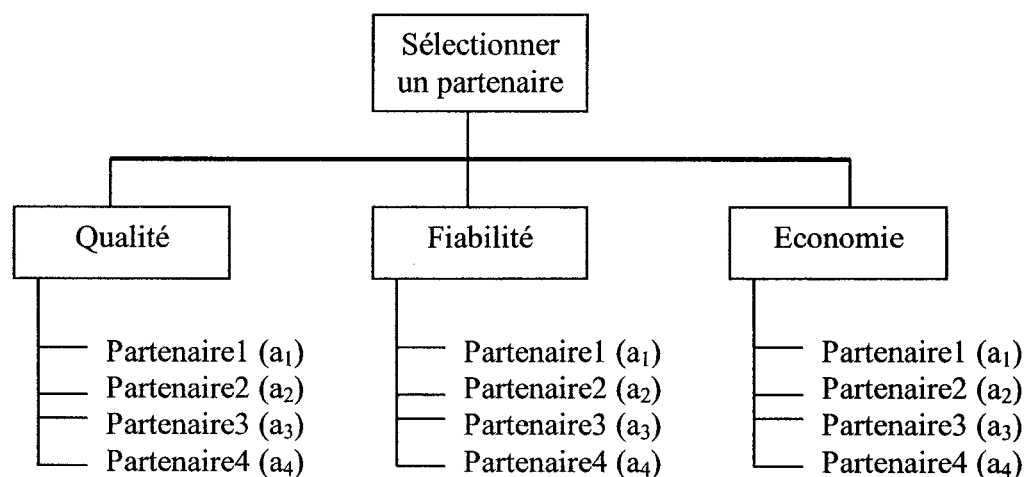 Sélectionner
un partenaire
Qualité
Fiabilité
Economie
Partenaire1 (a₁)
Partenaire2 (a₂)
Partenaire3 (a₃)
Partenaire4 (a₄)
Partenaire1 (a₁)
Partenaire2 (a₂)
Partenaire3 (a₃)
Partenaire4 (a₄)
Partenaire1 (a₁)
Partenaire2 (a₂)
Partenaire3 (a₃)
Partenaire4 (a₄)